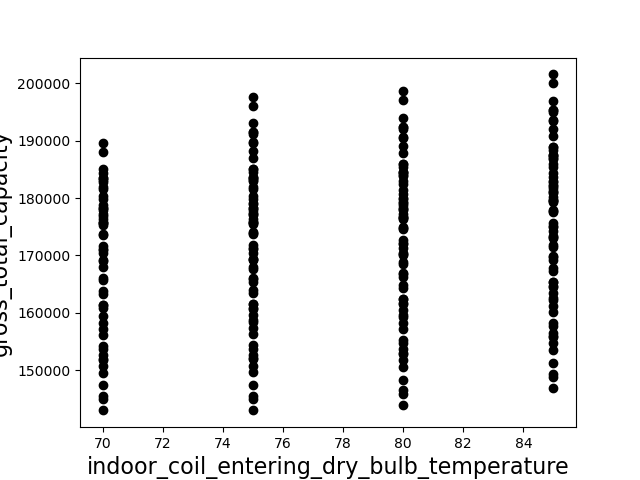 200000
190000
180000
170000
160000
150000
70 72 74 76 78 80 82 84
gross_total_capacity
indoor_coil_entering_dry_bulb_temperature